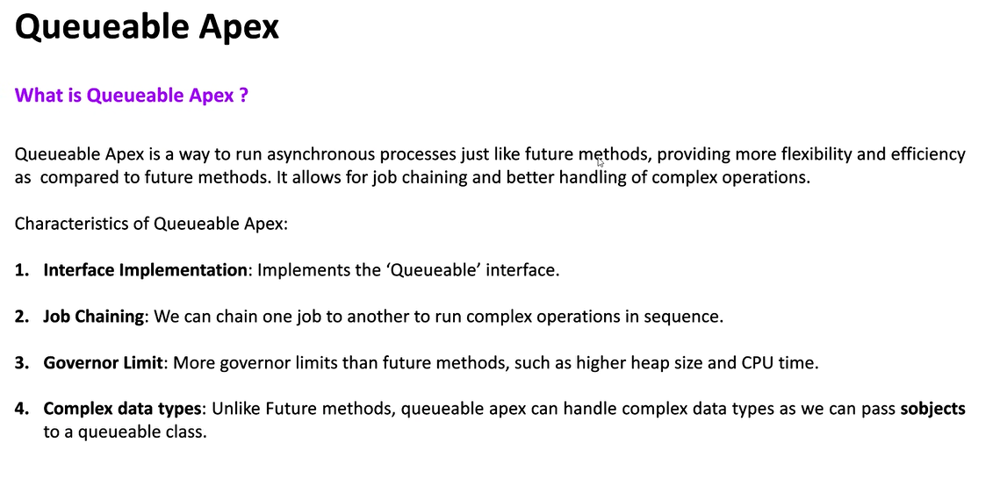 Queueable Apex
What is Queueable Apex ?
Queueable Apex is a way to run asynchronous processes just like future methods, providing more flexibility and efficiency
as  compared to future methods. It allows for job chaining and better handling of complex operations.
Characteristics of Queueable Apex:
1. Interface Implementation: Implements the ‘Queueable’ interface.
2. Job Chaining: We can chain one job to another to run complex operations in sequence.
3. Governor Limit: More governor limits than future methods, such as higher heap size and CPU time.
4. Complex data types: Unlike Future methods, queueable apex can handle complex data types as we can pass sobjects
to a queueable class.